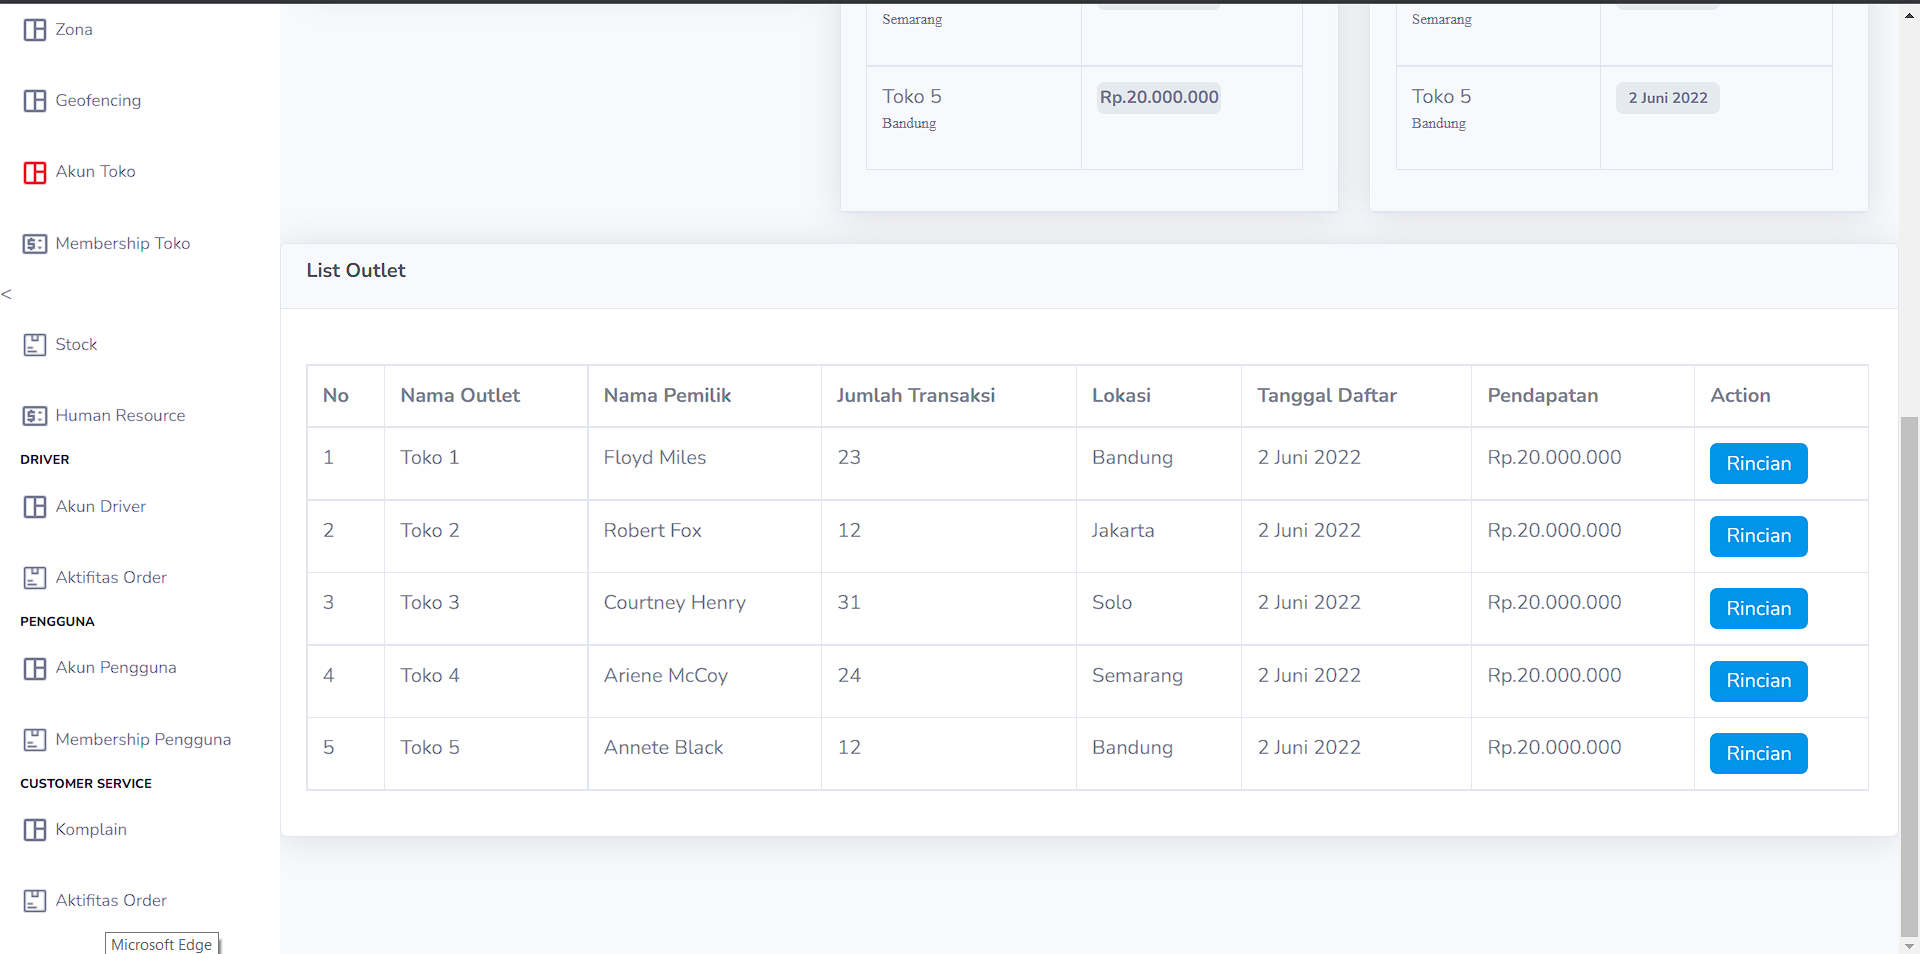 Zona
Geofencing
Akun Toko
Membership Toko
<
Stock
Human Resource
DRIVER
Akun Driver
Aktifitas Order
PENGGUNA
Akun Pengguna
Membership Pengguna
CUSTOMER SERVICE
Komplain
Aktifitas Order
Microsoft Edge
Semarang
Toko 5 Rp.20.000.000
Bandung
Semarang
Toko 5 2 Juni 2022
Bandung
List Outlet
No Nama Outlet Nama Pemilik Jumlah Transaksi Lokasi Tanggal Daftar Pendapatan Action
1 Toko 1 Floyd Miles 23 Bandung 2 Juni 2022 Rp.20.000.000 Rincian
2 Toko 2 Robert Fox 12 Jakarta 2 Juni 2022 Rp.20.000.000 Rincian
3 Toko 3 Courtney Henry 31 Solo 2 Juni 2022 Rp.20.000.000 Rincian
4 Toko 4 Ariene McCoy 24 Semarang 2 Juni 2022 Rp.20.000.000 Rincian
5 Toko 5 Annete Black 12 Bandung 2 Juni 2022 Rp.20.000.000 Rincian